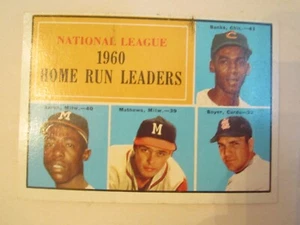 NATIONAL LEAGUE
1960
HOME RUN LEADERS
Banks, Chic.-41
Aaron, Milw.-40
Mathews, Milw.-39
Boyer, Cards-32
M
M